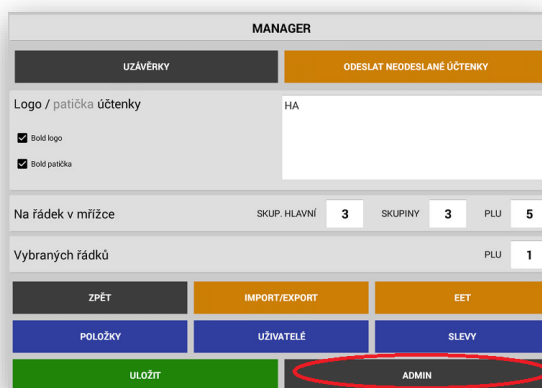 MANAGER
UZÁVĚRKY ODESLAT NEODESLANÉ ÚČTENKY
Logo / patička účtenky HA
Bold logo
Bold patička
Na řádek v mřížce SKUP. HLAVNÍ 3 SKUPINY 3 PLU 5
Vybraných řádků PLU 1
ZPĚT IMPORT/EXPORT EET
POLOŽKY UŽIVATELÉ SLEVY
ULOŽIT ADMIN